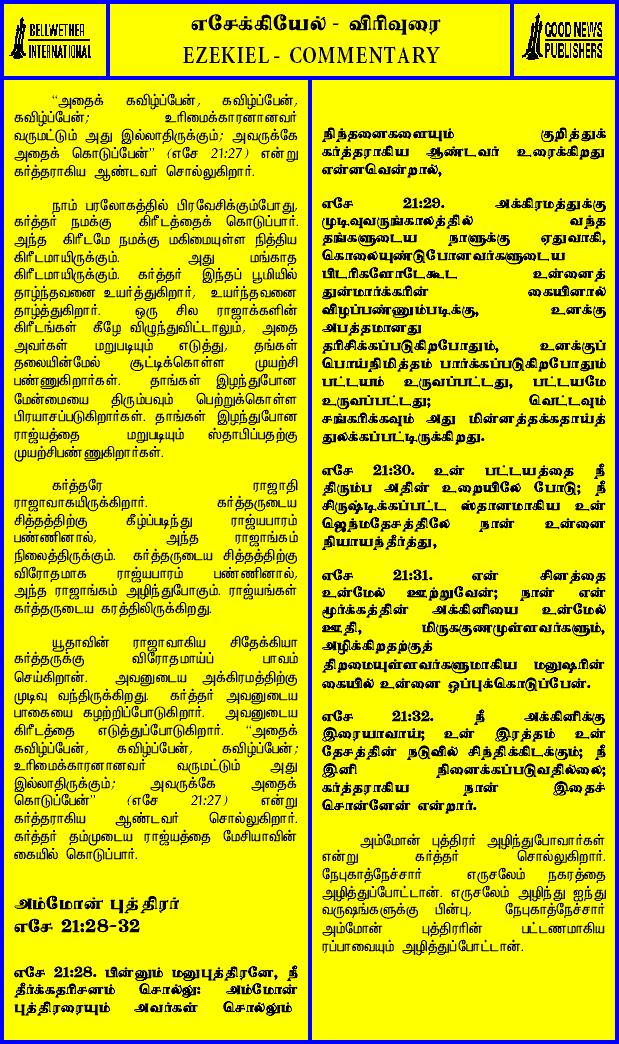 BELLWETHER
INTERNATIONAL
எசேக்கியேல் - விரிவுரை
EZEKIEL - COMMENTARY
GOOD NEWS
PUBLISHERS
“அதைக் கவிழ்ப்பேன், கவிழ்ப்பேன்,
கவிழ்ப்பேன்; உரிமைக்காரனானவர்
வருமட்டும் அது இல்லாதிருக்கும்; அவருக்கே
அதைக் கொடுப்பேன்” (எசே 21:27) என்று
கர்த்தராகிய ஆண்டவர் சொல்லுகிறார்.
நாம் பரலோகத்தில் பிரவேசிக்கும்போது,
கர்த்தர் நமக்கு கிரீடத்தைக் கொடுப்பார்.
அந்த கிரீடமே நமக்கு மகிமையுள்ள நித்திய
கிரீடமாயிருக்கும். அது மங்காத
கிரீடமாயிருக்கும். கர்த்தர் இந்தப் பூமியில்
தாழ்ந்தவனை உயர்த்துகிறார், உயர்ந்தவனை
தாழ்த்துகிறார். ஒரு சில ராஜாக்களின்
கிரீடங்கள் கீழே விழுந்துவிட்டாலும், அதை
அவர்கள் மறுபடியும் எடுத்து, தங்கள்
தலையின்மேல் சூட்டிக்கொள்ள முயற்சி
பண்ணுகிறார்கள். தாங்கள் இழந்துபோன
மேன்மையை திரும்பவும் பெற்றுக்கொள்ள
பிரயாசப்படுகிறார்கள். தாங்கள் இழந்துபோன
ராஜ்யத்தை மறுபடியும் ஸ்தாபிப்பதற்கு
முயற்சிபண்ணுகிறார்கள்.
கர்த்தரே ராஜாதி
ராஜாவாகயிருக்கிறார். கர்த்தருடைய
சித்தத்திற்கு கீழ்ப்படிந்து ராஜ்யபாரம்
பண்ணினால், அந்த ராஜாங்கம்
நிலைத்திருக்கும். கர்த்தருடைய சித்தத்திற்கு
விரோதமாக ராஜ்யபாரம் பண்ணினால்,
அந்த ராஜாங்கம் அழிந்துபோகும். ராஜ்யங்கள்
கர்த்தருடைய கரத்திலிருக்கிறது.
யூதாவின் ராஜாவாகிய சிதேக்கியா
கர்த்தருக்கு விரோதமாய்ப் பாவம்
செய்கிறான். அவனுடைய அக்கிரமத்திற்கு
முடிவு வந்திருக்கிறது. கர்த்தர் அவனுடைய
பாகையை கழற்றிப்போடுகிறார். அவனுடைய
கிரீடத்தை எடுத்துப்போடுகிறார். “அதைக்
கவிழ்ப்பேன், கவிழ்ப்பேன், கவிழ்ப்பேன்;
உரிமைக்காரனானவர் வருமட்டும் அது
இல்லாதிருக்கும்; அவருக்கே அதைக்
கொடுப்பேன்” (எசே 21:27) என்று
கர்த்தராகிய ஆண்டவர் சொல்லுகிறார்.
கர்த்தர் தம்முடைய ராஜ்யத்தை மேசியாவின்
கையில் கொடுப்பார்.
அம்மோன் புத்திரர்
எசே 21:28-32
எசே 21:28. பின்னும் மனுபுத்திரனே, நீ
தீர்க்கதரிசனம் சொல்லு: அம்மோன்
புத்திரரையும் அவர்கள் சொல்லும்
நிந்தனைகளையும் குறித்துக்
கர்த்தராகிய ஆண்டவர் உரைக்கிறது
என்னவென்றால்,
எசே 21:29. அக்கிரமத்துக்கு
முடிவுவருங்காலத்தில் வந்த
தங்களுடைய நாளுக்கு ஏதுவாகி,
கொலையுண்டுபோனவர்களுடைய
பிடரிகளோடேகூட உன்னைத்
துன்மார்க்கரின் கையினால்
விழப்பண்ணும்படிக்கு, உனக்கு
அபத்தமானது
தரிசிக்கப்படுகிறபோதும், உனக்குப்
பொய்நிமித்தம் பார்க்கப்படுகிறபோதும்
பட்டயம் உருவப்பட்டது, பட்டயமே
உருவப்பட்டது; வெட்டவும்
சங்கரிக்கவும் அது மின்னத்தக்கதாய்த்
துலக்கப்பட்டிருக்கிறது.
எசே 21:30. உன் பட்டயத்தை நீ
திரும்ப அதின் உறையிலே போடு; நீ
சிருஷ்டிக்கப்பட்ட ஸ்தானமாகிய உன்
ஜெந்மதேசத்திலே நான் உன்னை
நியாயந்தீர்த்து,
எசே 21:31. என் சினத்தை
உன்மேல் ஊற்றுவேன்; நான் என்
மூர்க்கத்தின் அக்கினியை உன்மேல்
ஊதி, மிருககுணமுள்ளவர்களும்,
அழிக்கிறதற்குத்
திறமையுள்ளவர்களுமாகிய மனுஷரின்
கையில் உன்னை ஒப்புக்கொடுப்பேன்.
எசே 21:32. நீ அக்கினிக்கு
இரையாவாய்; உன் இரத்தம் உன்
தேசத்தின் நடுவில் சிந்திக்கிடக்கும்; நீ
இனி நினைக்கப்படுவதில்லை;
கர்த்தராகிய நான் இதைச்
சொன்னேன் என்றார்.
அம்மோன் புத்திரர் அழிந்துபோவார்கள்
என்று கர்த்தர் சொல்லுகிறார்.
நேபுகாத்நேச்சார் எருசலேம் நகரத்தை
அழித்துப்போட்டான். எருசலேம் அழிந்து ஐந்து
வருஷங்களுக்கு பின்பு, நேபுகாத்நேச்சார்
அம்மோன் புத்திரரின் பட்டணமாகிய
ரப்பாவையும் அழித்துப்போட்டான்.